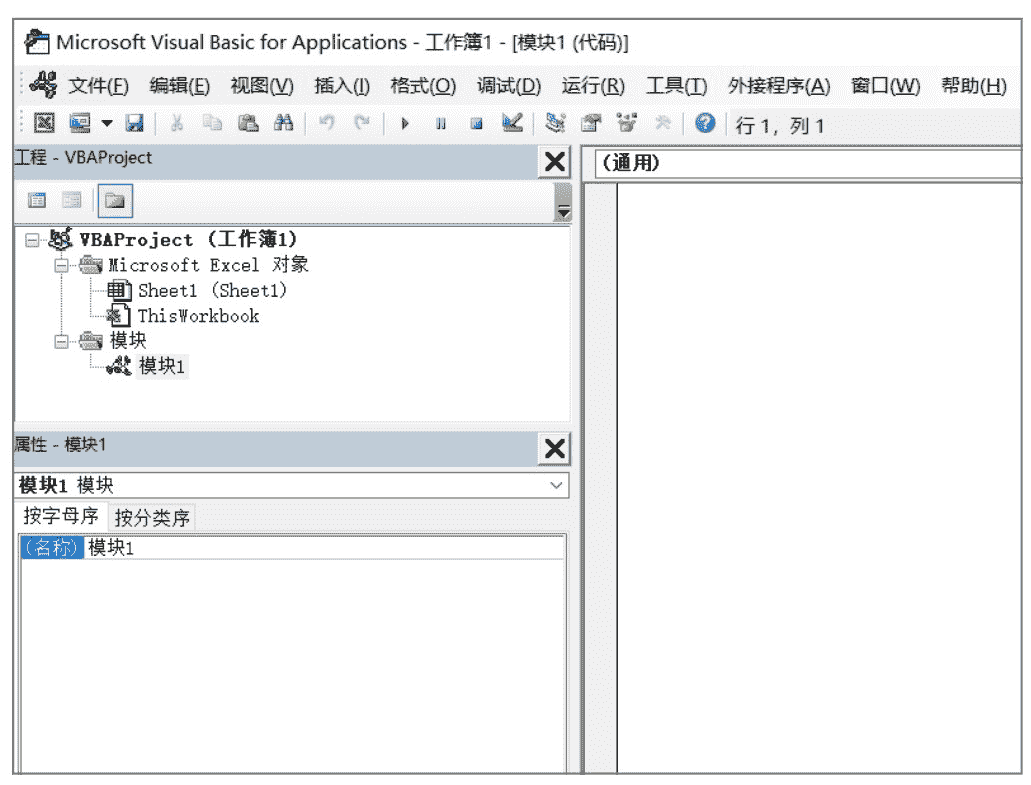 Microsoft Visual Basic for Applications - 工作簿1 - [模块1 (代码)]
文件(F) 编辑(E) 视图(V) 插入(I) 格式(O) 调试(D) 运行(R) 工具(T) 外接程序(A) 窗口(W) 帮助(H)
行 1, 列 1
工程 - VBAProject
(通用)
VBAProject (工作簿1)
Microsoft Excel 对象
Sheet1 (Sheet1)
ThisWorkbook
模块
模块1
属性 - 模块1
模块1 模块
按字母序 按分类序
(名称) 模块1